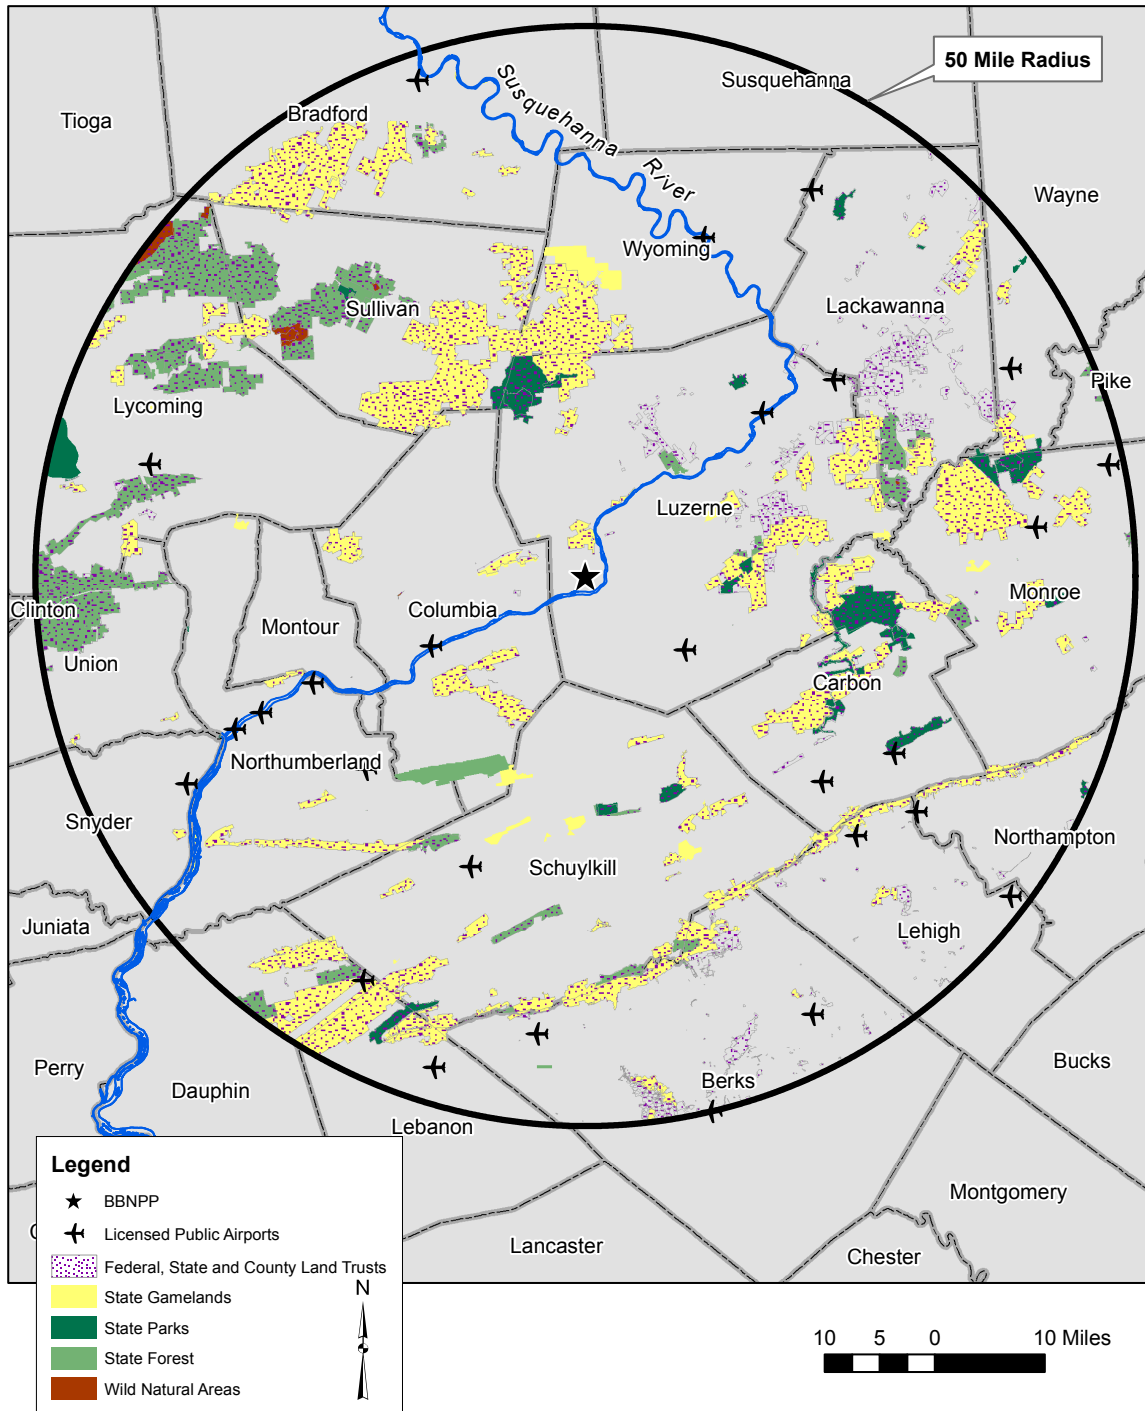 50 Mile Radius
Susquehanna
Tioga
Bradford
Susquehanna River
Wayne
Wyoming
Lackawanna
Sullivan
Pike
Lycoming
Luzerne
Clinton
Columbia
Monroe
Montour
Union
Carbon
Northumberland
Snyder
Northampton
Schuylkill
Juniata
Lehigh
Perry
Bucks
Dauphin
Berks
Lebanon
Montgomery
Lancaster
Chester
Legend
BBNPP
Licensed Public Airports
Federal, State and County Land Trusts
State Gamelands
State Parks
State Forest
Wild Natural Areas
N
10 5 0 10 Miles